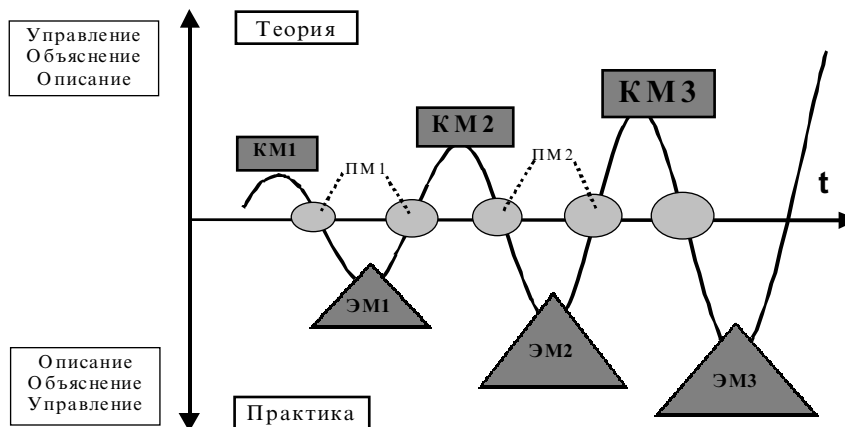 Управление
Объяснение
Описание
Теория
КМ1
КМ2
КМ3
ПМ1
ПМ2
t
ЭМ1
ЭМ2
ЭМ3
Описание
Объяснение
Управление
Практика